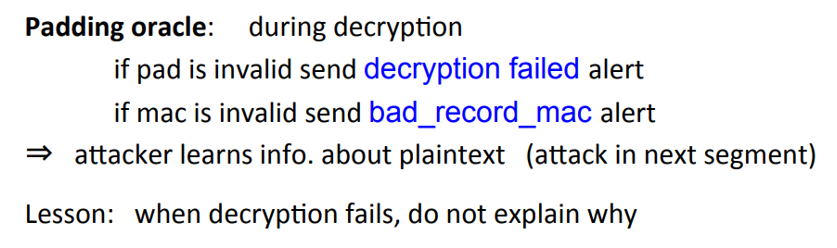 Padding oracle: during decryption
if pad is invalid send decryption failed alert
if mac is invalid send bad_record_mac alert
⇒ attacker learns info. about plaintext (attack in next segment)
Lesson: when decryption fails, do not explain why